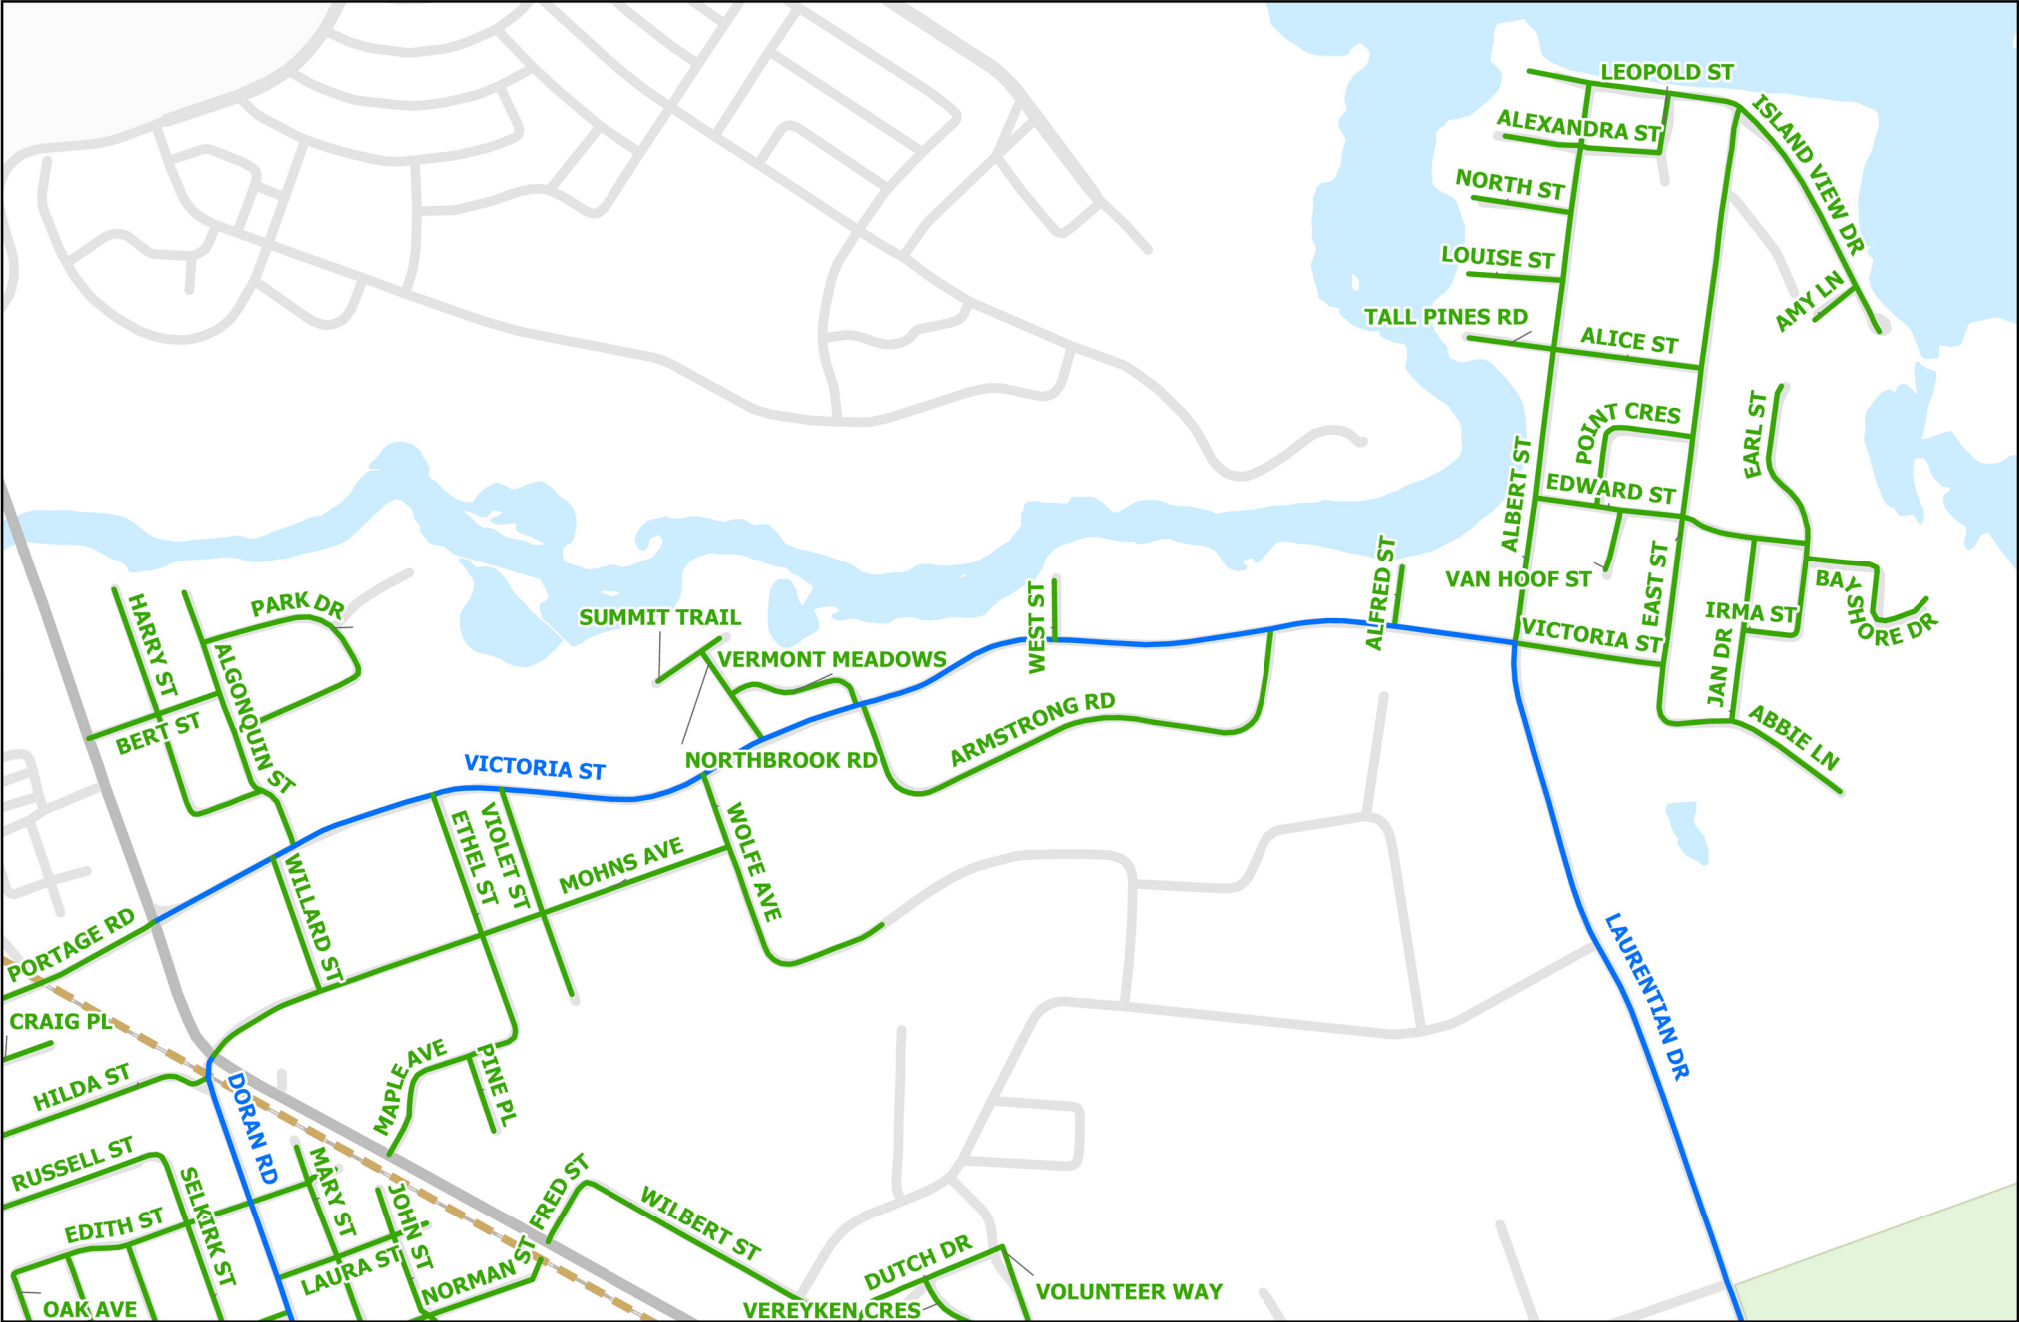 LEOPOLD ST
ISLAND VIEW DR
ALEXANDRA ST
NORTH ST
LOUISE ST
AMY LN
TALL PINES RD
ALICE ST
POINT CRES
EARL ST
ALBERT ST
EDWARD ST
ALFRED ST
VAN HOOF ST
EAST ST
BAYSHORE DR
IRMA ST
VICTORIA ST
JAN DR
ABBIE LN
WEST ST
PARK DR
HARRY ST
SUMMIT TRAIL
VERMONT MEADOWS
ALGONQUIN ST
BERT ST
ARMSTRONG RD
NORTHBROOK RD
VICTORIA ST
ETHEL ST
VIOLET ST
WOLFE AVE
MOHNS AVE
WILLARD ST
PORTAGE RD
LAURENTIAN DR
CRAIG PL
HILDA ST
MAPLE AVE
PINE PL
DORAN RD
RUSSELL ST
SELKIRK ST
MARY ST
JOHN ST
FRED ST
WILBERT ST
EDITH ST
LAURA ST
NORMAN ST
DUTCH DR
VOLUNTEER WAY
OAK AVE
VEREYKEN CRES